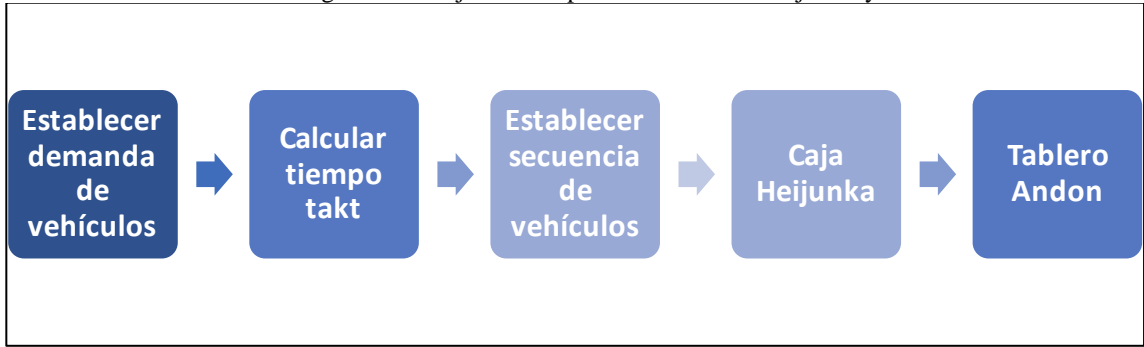 Establecer
demanda
de
vehículos
Calcular
tiempo
takt
Establecer
secuencia
de
vehículos
Caja
Heijunka
Tablero
Andon